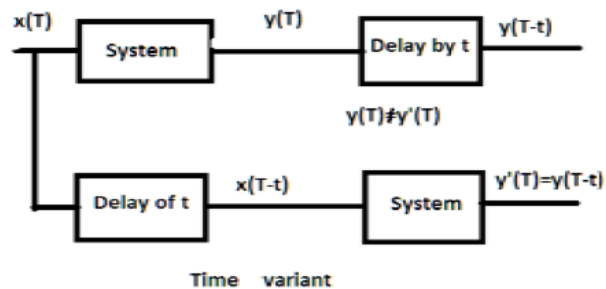 x(T)
System
y(T)
Delay by t
y(T-t)
y(T)≠y'(T)
Delay of t
x(T-t)
System
y'(T)=y(T-t)
Time variant